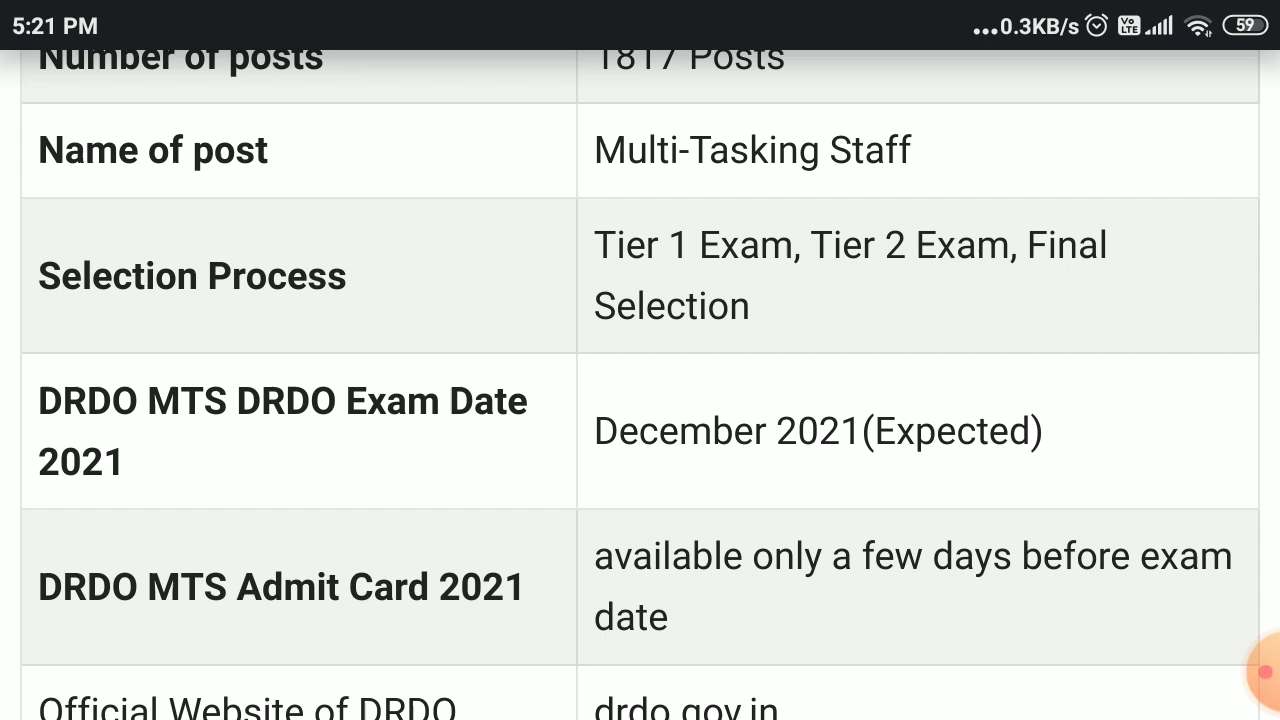 5:21 PM
...0.3KB/s Vo LTE 59
Number of posts 1817 Posts
Name of post Multi-Tasking Staff
Selection Process Tier 1 Exam, Tier 2 Exam, Final
Selection
DRDO MTS DRDO Exam Date
2021 December 2021(Expected)
DRDO MTS Admit Card 2021 available only a few days before exam
date
Official Website of DRDO drdo.gov.in